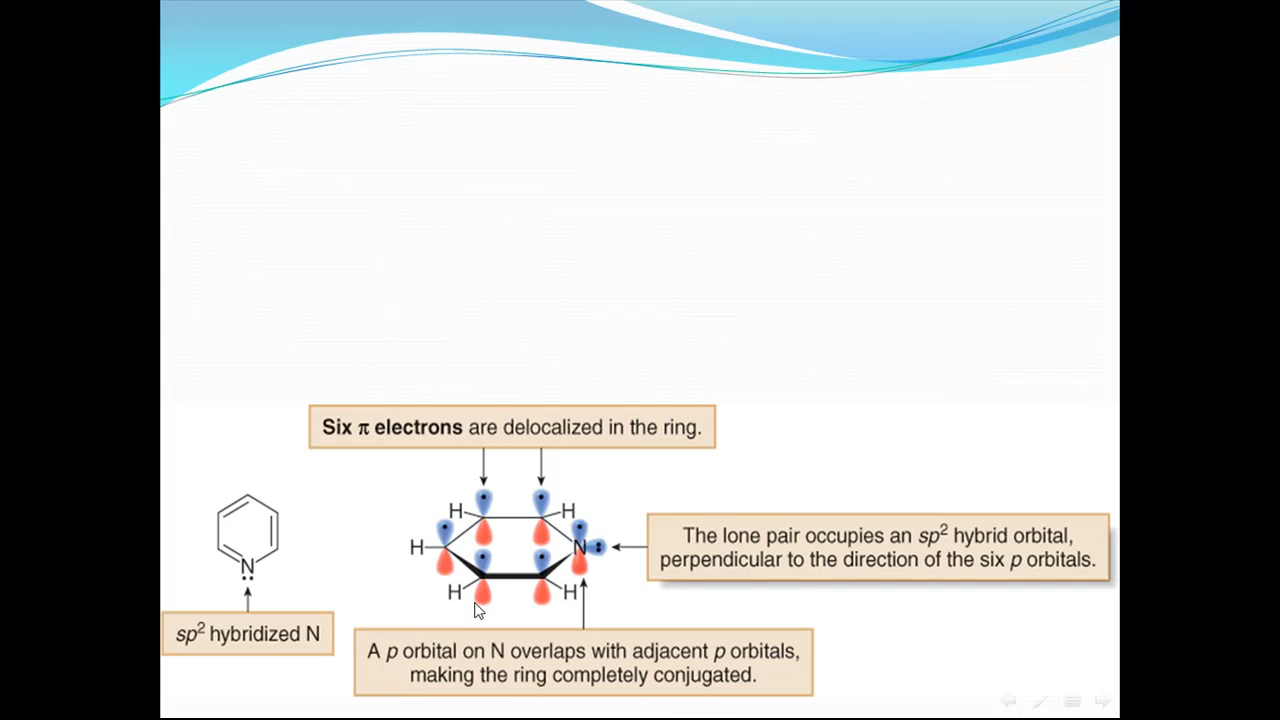 Six π electrons are delocalized in the ring.
H
H
H
N
H
H
N
The lone pair occupies an sp² hybrid orbital,
perpendicular to the direction of the six p orbitals.
sp² hybridized N
A p orbital on N overlaps with adjacent p orbitals,
making the ring completely conjugated.